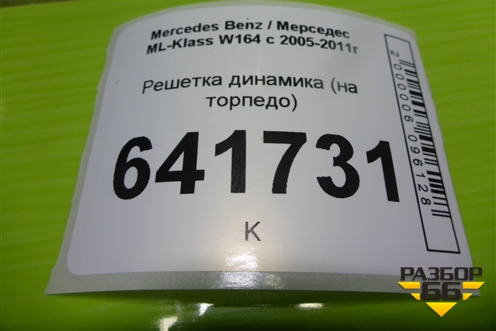 Mercedes Benz / Мерседес
ML-Klass W164 с 2005-2011г
Решетка динамика (на
торпедо)
641731
К
2000006096128
РАЗБОР
66